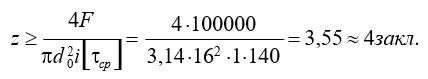 z ≥ 4F / πd₀²i[τср] = 4·100000 / 3,14·16²·1·140 = 3,55 ≈ 4закл.